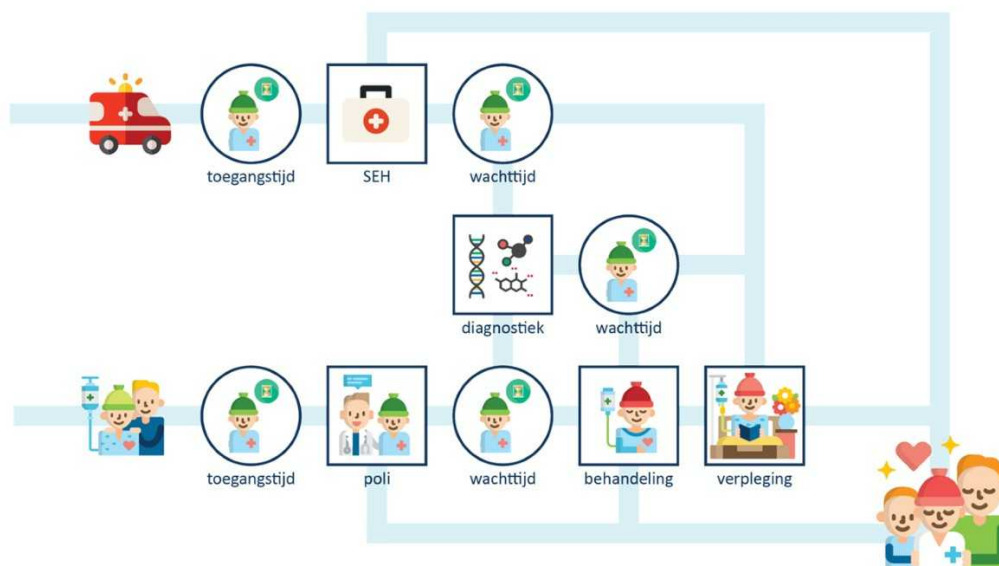 toegangstijd
SEH
wachttijd
diagnostiek
wachttijd
toegangstijd
poli
wachttijd
behandeling
verpleging